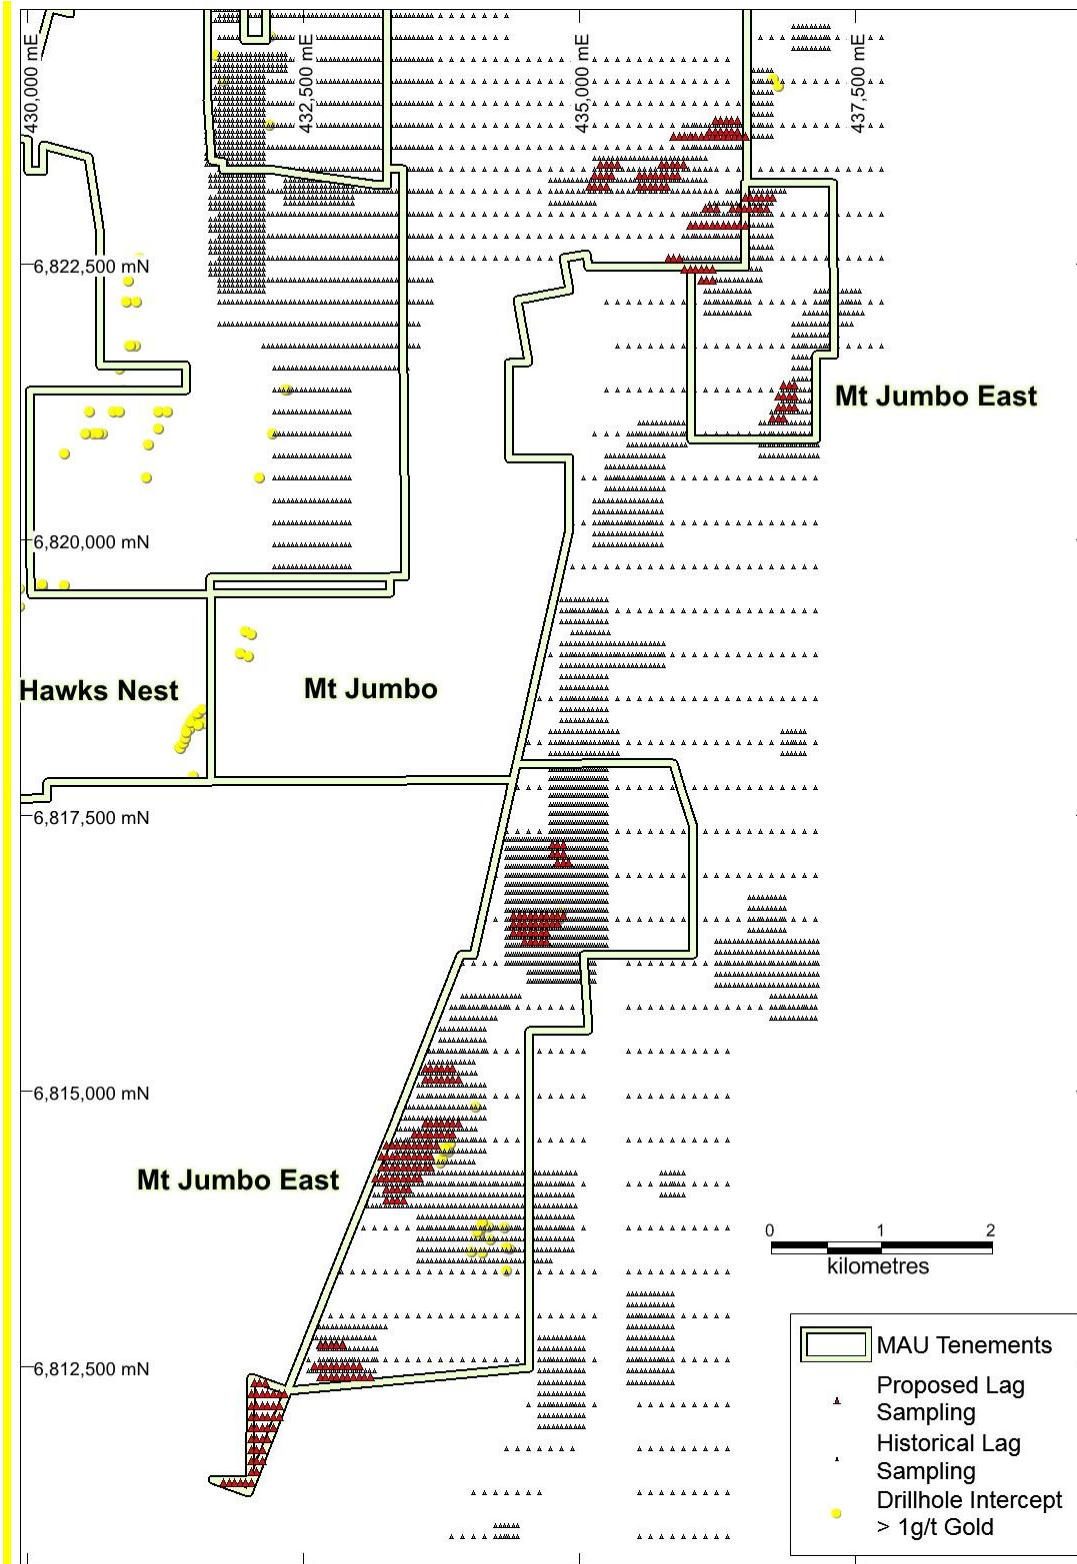 430,000 mE
432,500 mE
435,000 mE
437,500 mE
6,822,500 mN
Mt Jumbo East
6,820,000 mN
Hawks Nest
Mt Jumbo
6,817,500 mN
6,815,000 mN
Mt Jumbo East
0 1 2
kilometres
6,812,500 mN
MAU Tenements
Proposed Lag
Sampling
Historical Lag
Sampling
Drillhole Intercept
> 1g/t Gold